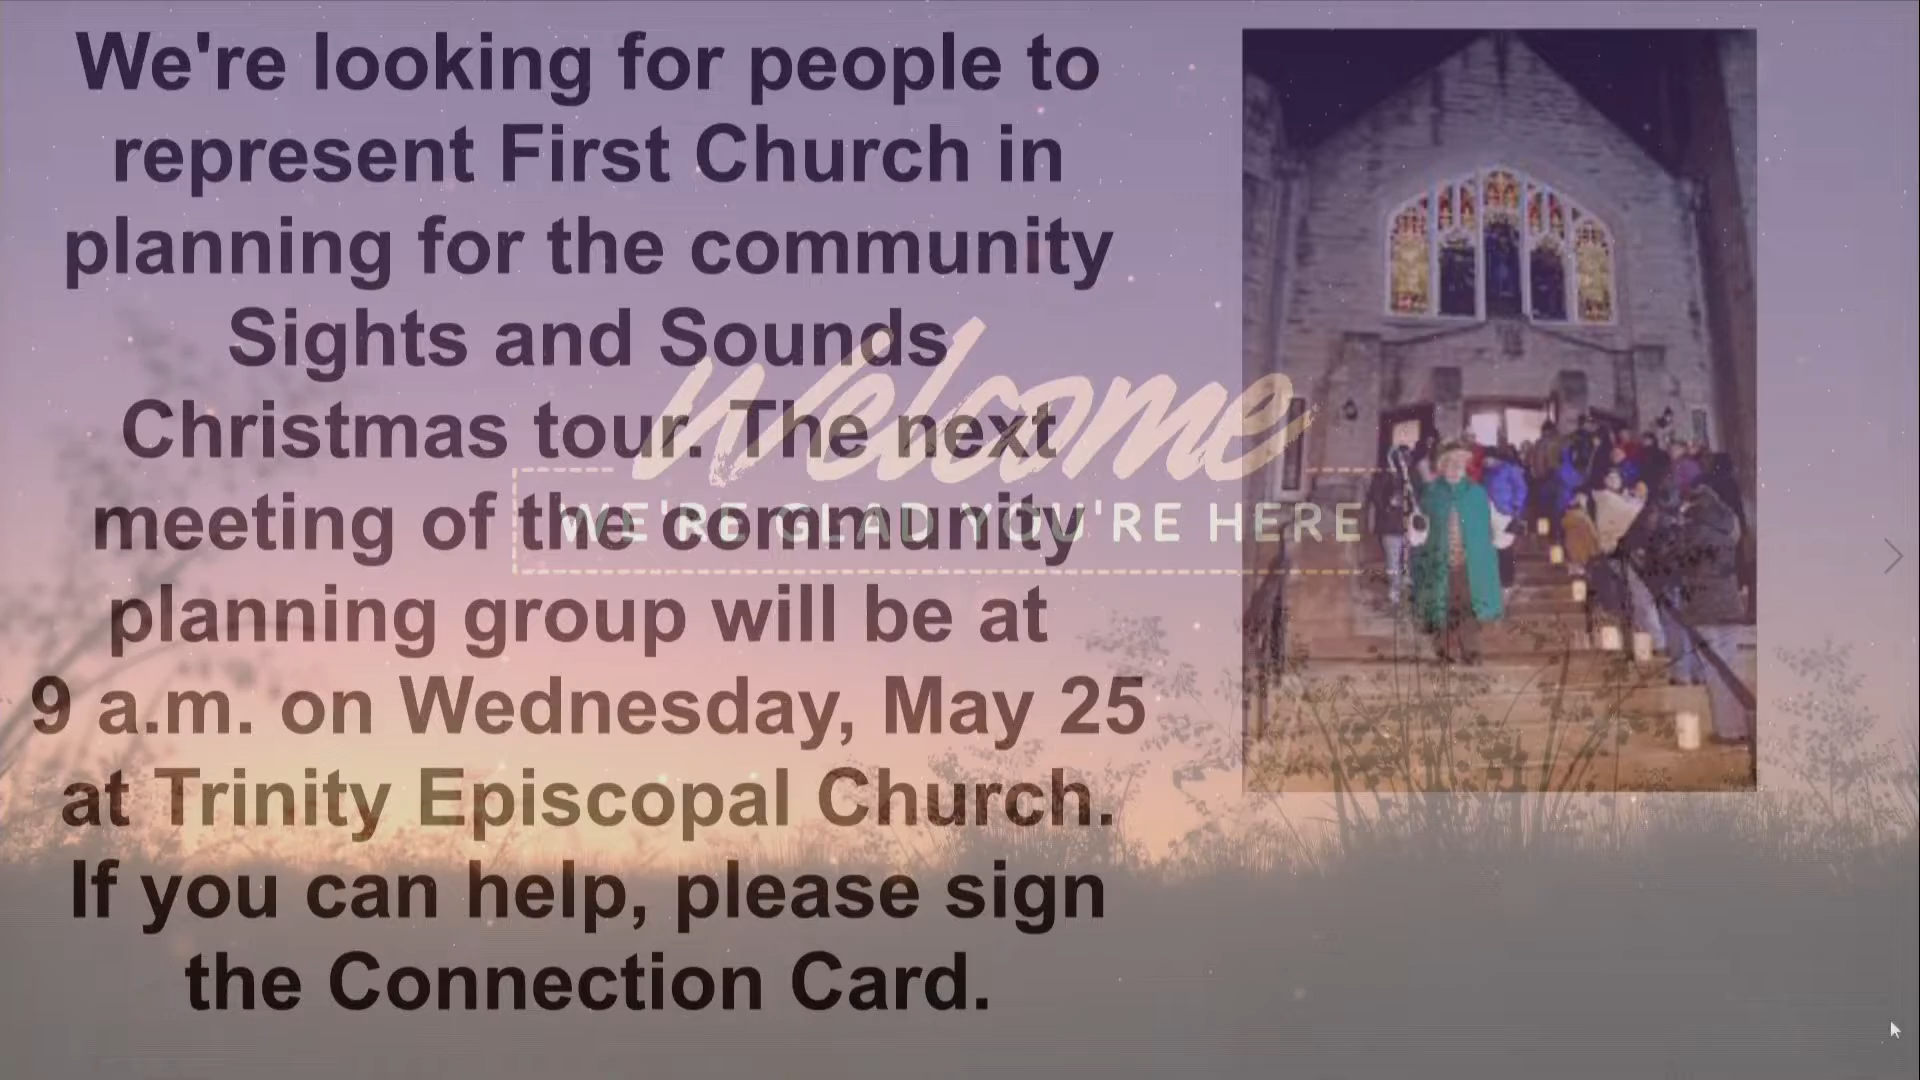 We're looking for people to
represent First Church in
planning for the community
Sights and Sounds
Christmas tour. The next
meeting of the community
planning group will be at
9 a.m. on Wednesday, May 25
at Trinity Episcopal Church.
If you can help, please sign
the Connection Card.
Welcome
WE'RE GLAD YOU'RE HERE